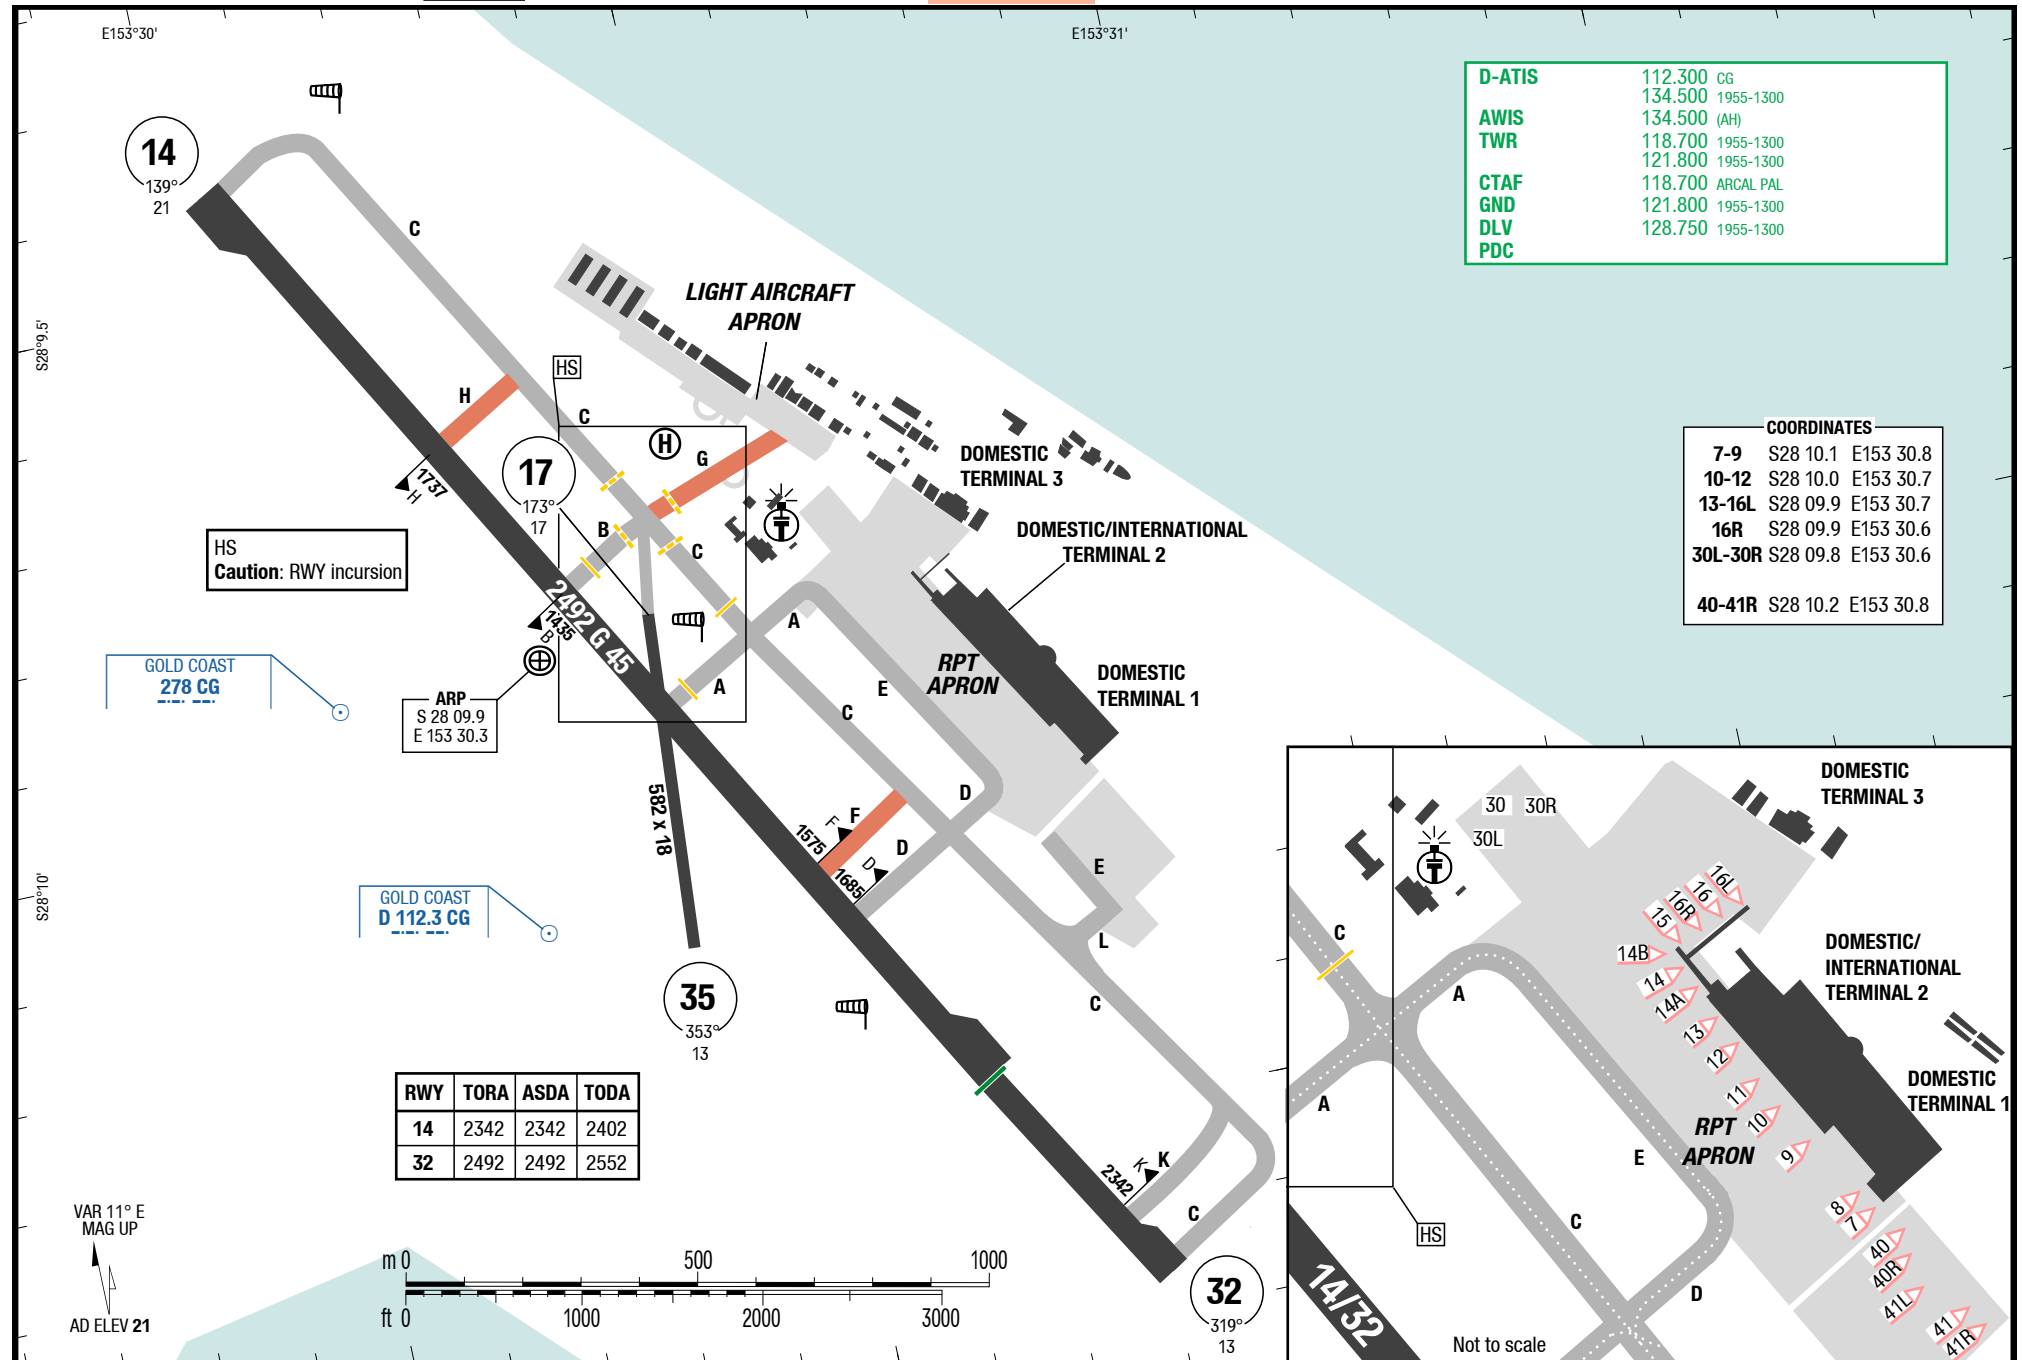 E153°30'
E153°31'
D-ATIS 112.300 CG
134.500 1955-1300
AWIS 134.500 (AH)
TWR 118.700 1955-1300
121.800 1955-1300
CTAF 118.700 ARCAL PAL
GND 121.800 1955-1300
DLV 128.750 1955-1300
PDC
14
139°
21
C
LIGHT AIRCRAFT
APRON
S28°9.5'
HS
H
C
H
G
17
173°
17
B
C
1737
H
DOMESTIC
TERMINAL 3
DOMESTIC/INTERNATIONAL
TERMINAL 2
COORDINATES
7-9 S28 10.1 E153 30.8
10-12 S28 10.0 E153 30.7
13-16L S28 09.9 E153 30.7
16R S28 09.9 E153 30.6
30L-30R S28 09.8 E153 30.6
40-41R S28 10.2 E153 30.8
HS
Caution: RWY incursion
2492 G 45
1435
B
A
A
E
C
RPT
APRON
DOMESTIC
TERMINAL 1
GOLD COAST
278 CG
ARP
S 28 09.9
E 153 30.3
582 x 18
D
F
F
1575
D
D
1685
E
L
C
S28°10'
GOLD COAST
D 112.3 CG
35
353°
13
RWY TORA ASDA TODA
14 2342 2342 2402
32 2492 2492 2552
K
K
2342
C
32
319°
13
VAR 11° E
MAG UP
AD ELEV 21
m 0 500 1000
ft 0 1000 2000 3000
DOMESTIC
TERMINAL 3
30 30R
30L
16L
16
16R
15
14B
14
14A
13
12
11
10
9
8
7
40
40R
41L
41
41R
DOMESTIC/
INTERNATIONAL
TERMINAL 2
DOMESTIC
TERMINAL 1
RPT
APRON
C
A
A
E
C
D
HS
14/32
Not to scale